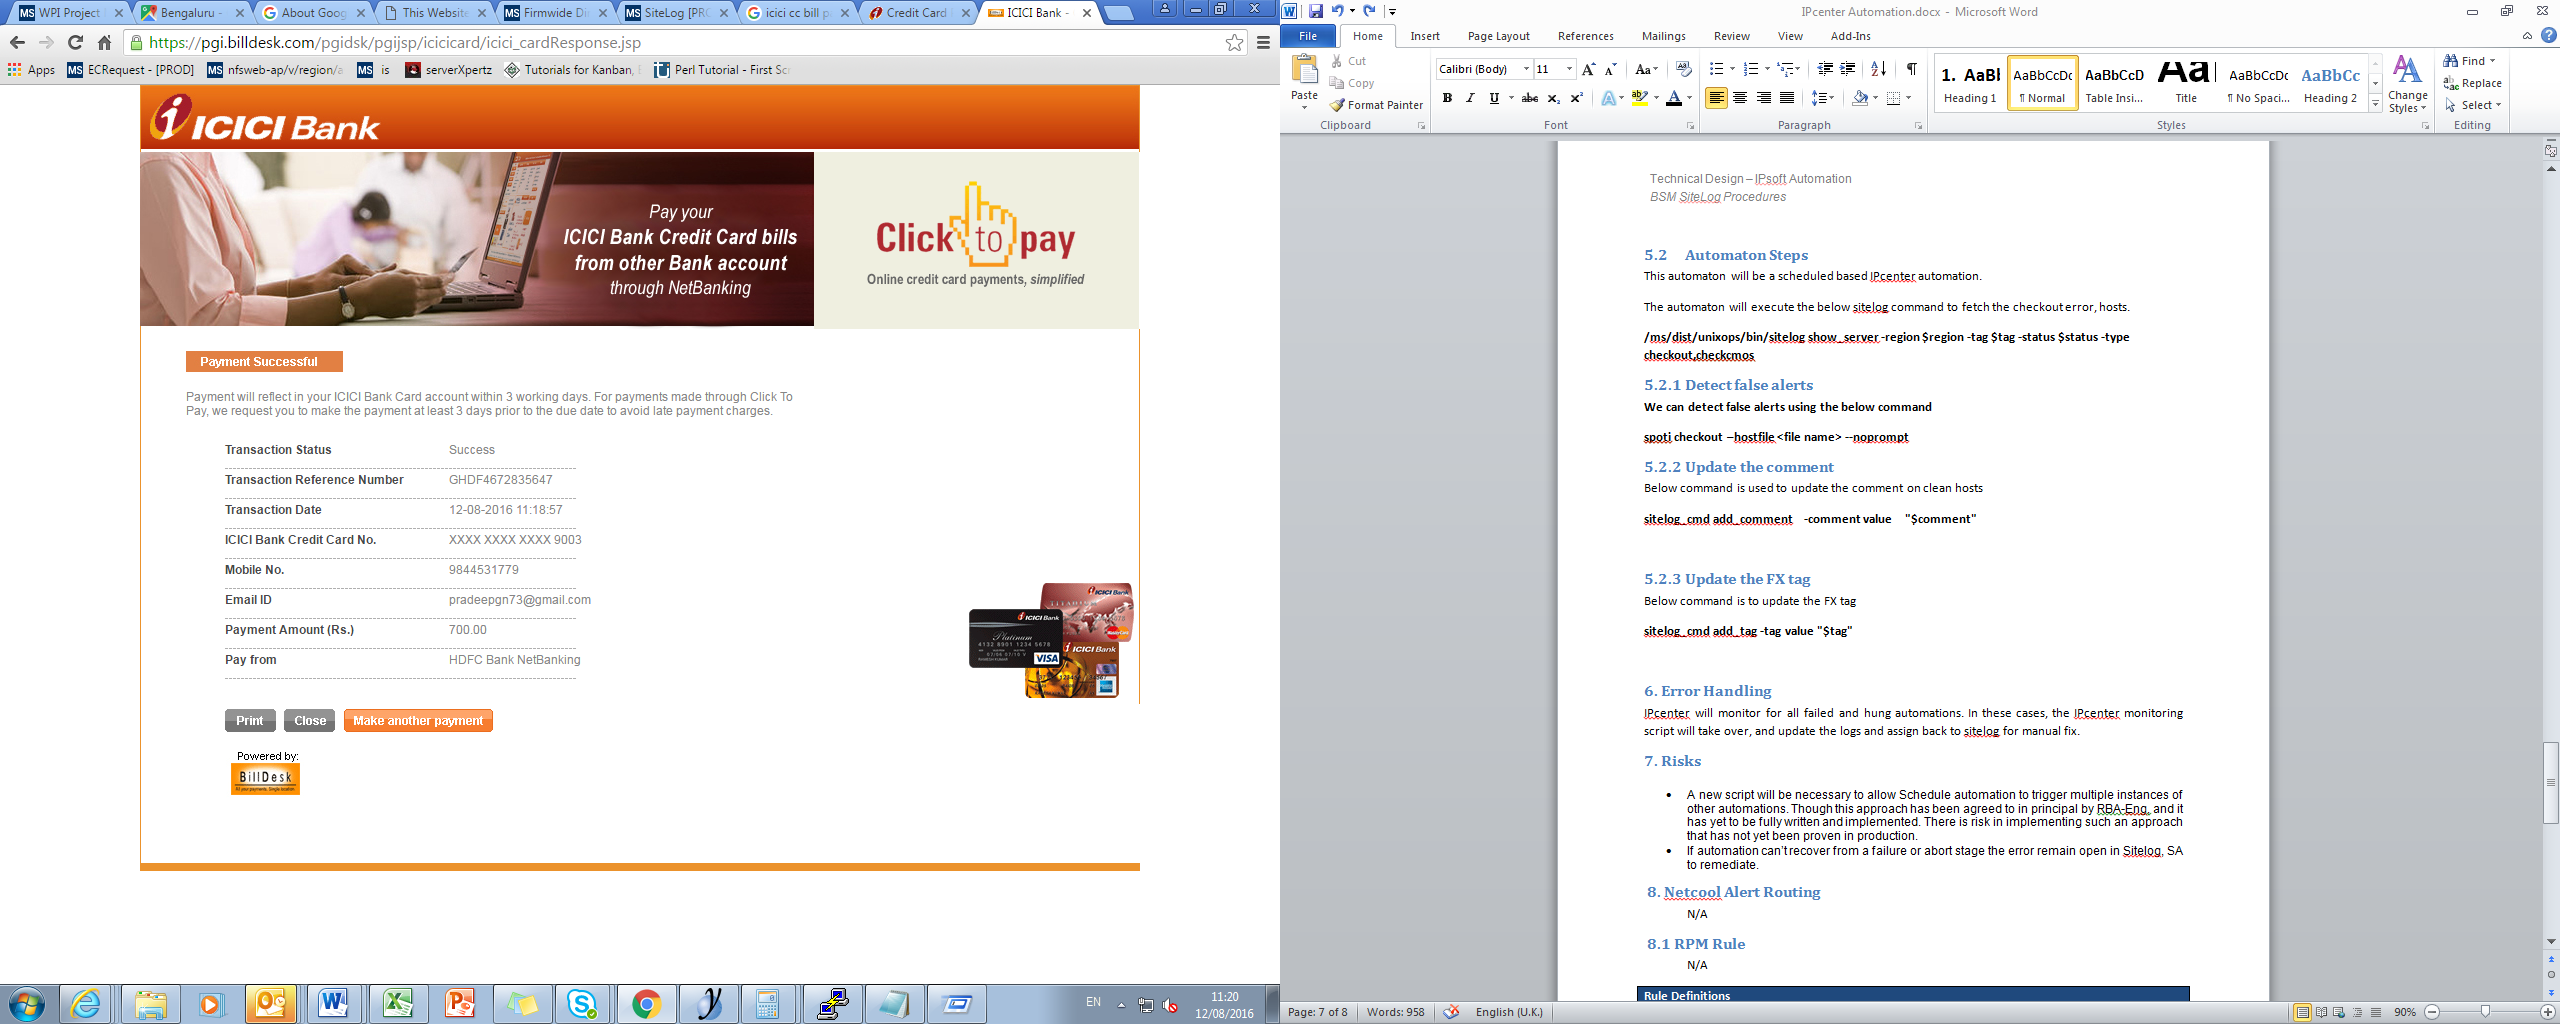 WPI Project
Bengaluru -
About Goog
This Website
Firmwide Di
SiteLog [PRO
icici cc bill p
Credit Card
ICICI Bank -
https://pgi.billdesk.com/pgidsk/pgijsp/icicicard/icici_cardResponse.jsp
Apps
ECRequest - [PROD]
nfsweb-ap/v/region/a
is
serverXpertz
Tutorials for Kanban,
Perl Tutorial - First Sc
ICICI Bank
Pay your
ICICI Bank Credit Card bills
from other Bank account
through NetBanking
Click to pay
Online credit card payments, simplified
Payment Successful
Payment will reflect in your ICICI Bank Card account within 3 working days. For payments made through Click To
Pay, we request you to make the payment at least 3 days prior to the due date to avoid late payment charges.
Transaction Status Success
Transaction Reference Number GHDF4672835647
Transaction Date 12-08-2016 11:18:57
ICICI Bank Credit Card No. XXXX XXXX XXXX 9003
Mobile No. 9844531779
Email ID pradeepgn73@gmail.com
Payment Amount (Rs.) 700.00
Pay from HDFC Bank NetBanking
Print Close Make another payment
Powered by:
BillDesk
ICICI Bank
ICICI Bank
Platinum
4132 8901 1234 5678
VISA
ICICI Bank
MasterCard
EN
11:20
12/08/2016
IPcenter Automation.docx - Microsoft Word
File Home Insert Page Layout References Mailings Review View Add-Ins
Paste
Cut
Copy
Format Painter
Clipboard
Calibri (Body) 11
Font
Paragraph
1. AaBl AaBbCcDc AaBbCcD Aa AaBbCcDc AaBbCc
Heading 1 ¶ Normal Table Insi... Title ¶ No Spaci... Heading 2
Change
Styles
Styles
Find
Replace
Select
Editing
Technical Design – IPsoft Automation
BSM SiteLog Procedures
5.2 Automaton Steps
This automaton will be a scheduled based IPcenter automation.
The automaton will execute the below sitelog command to fetch the checkout error, hosts.
/ms/dist/unixops/bin/sitelog show_server -region $region -tag $tag -status $status -type
checkout,checkcmos
5.2.1 Detect false alerts
We can detect false alerts using the below command
spoti checkout –hostfile <file name> --noprompt
5.2.2 Update the comment
Below command is used to update the comment on clean hosts
sitelog_cmd add_comment -comment value "$comment"
5.2.3 Update the FX tag
Below command is to update the FX tag
sitelog_cmd add_tag -tag value "$tag"
6. Error Handling
IPcenter will monitor for all failed and hung automations. In these cases, the IPcenter monitoring
script will take over, and update the logs and assign back to sitelog for manual fix.
7. Risks
• A new script will be necessary to allow Schedule automation to trigger multiple instances of
other automations. Though this approach has been agreed to in principal by RBA-Eng, and it
has yet to be fully written and implemented. There is risk in implementing such an approach
that has not yet been proven in production.
• If automation can't recover from a failure or abort stage the error remain open in Sitelog, SA
to remediate.
8. Netcool Alert Routing
N/A
8.1 RPM Rule
N/A
Rule Definitions
Page: 7 of 8 Words: 958 English (U.K.) 90%